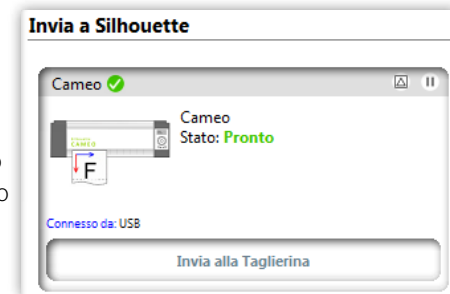 Invia a Silhouette
Cameo
Cameo
Stato: Pronto
CAMEO
F
o
Connesso da: USB
Invia alla Taglierina